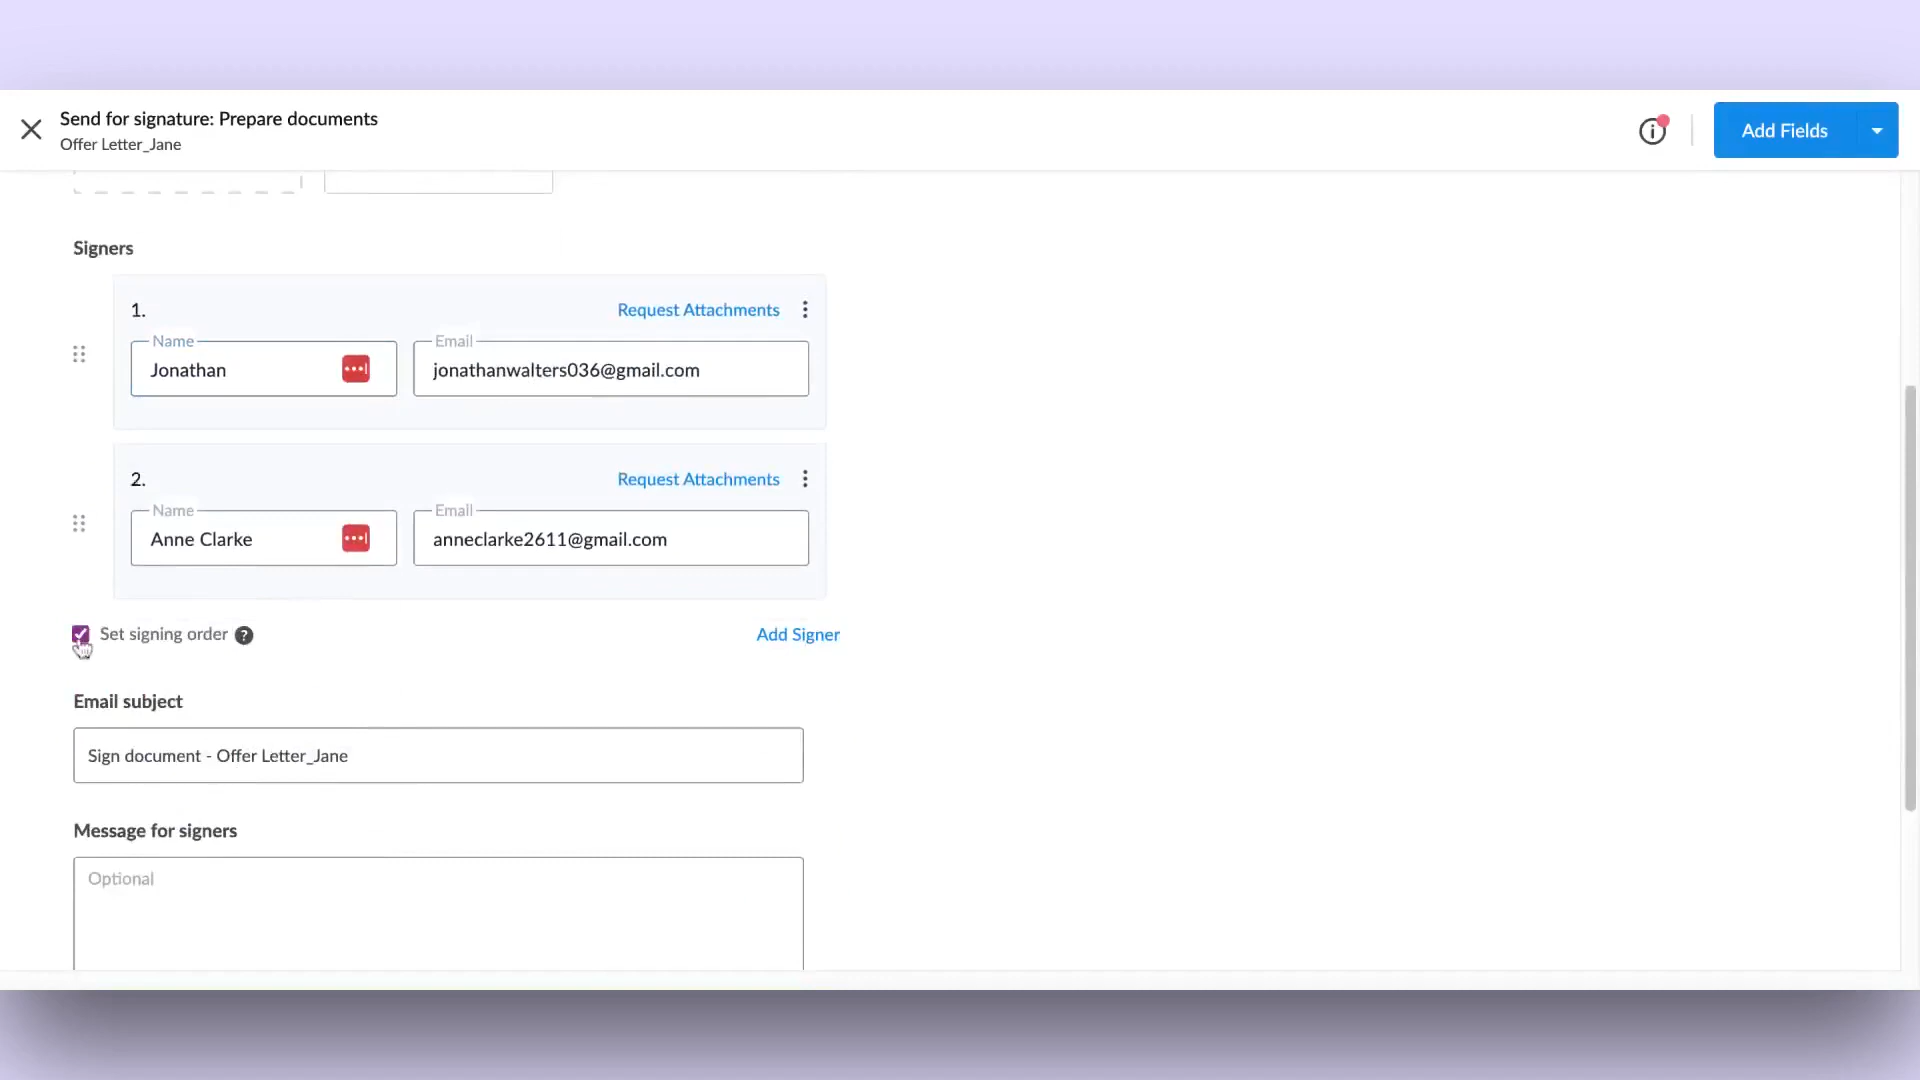 Send for signature: Prepare documents
Offer Letter_Jane
Add Fields
Signers
1.
Request Attachments
Name
Jonathan
Email
jonathanwalters036@gmail.com
2.
Request Attachments
Name
Anne Clarke
Email
anneclarke2611@gmail.com
Set signing order ?
Add Signer
Email subject
Sign document - Offer Letter_Jane
Message for signers
Optional